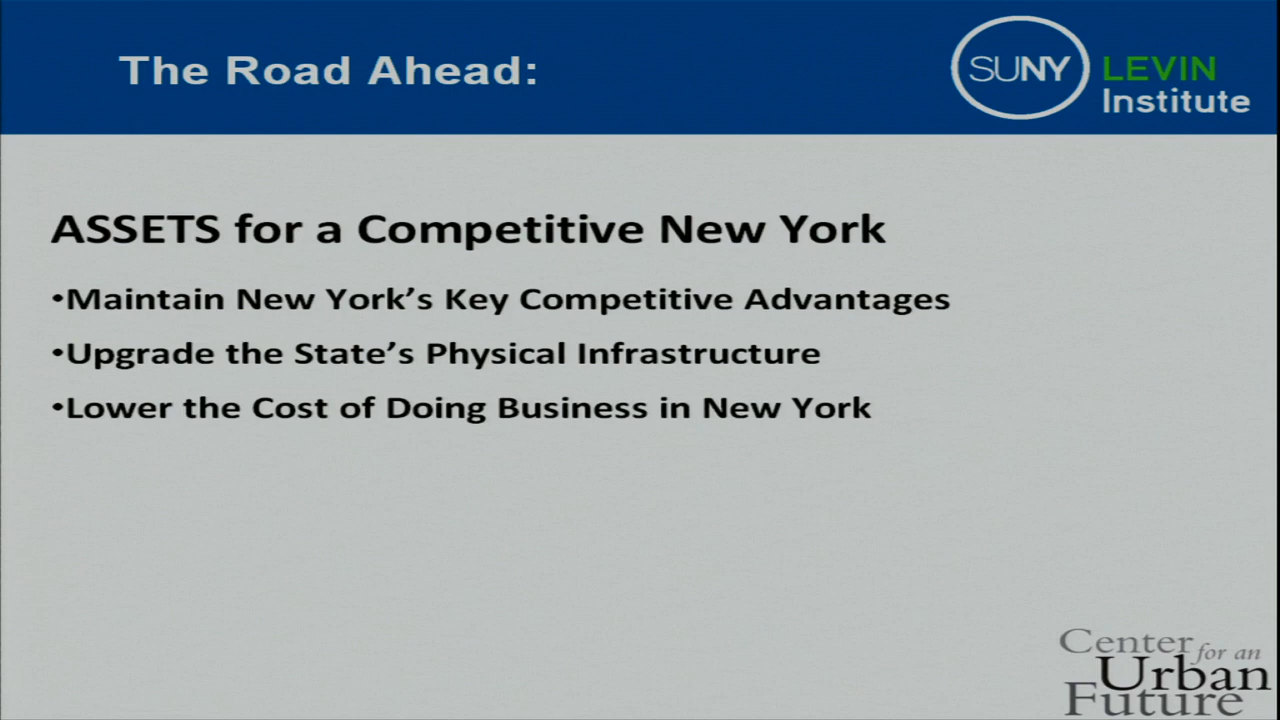 The Road Ahead:
SUNY LEVIN
Institute
ASSETS for a Competitive New York
•Maintain New York’s Key Competitive Advantages
•Upgrade the State’s Physical Infrastructure
•Lower the Cost of Doing Business in New York
Center for an
Urban
Future